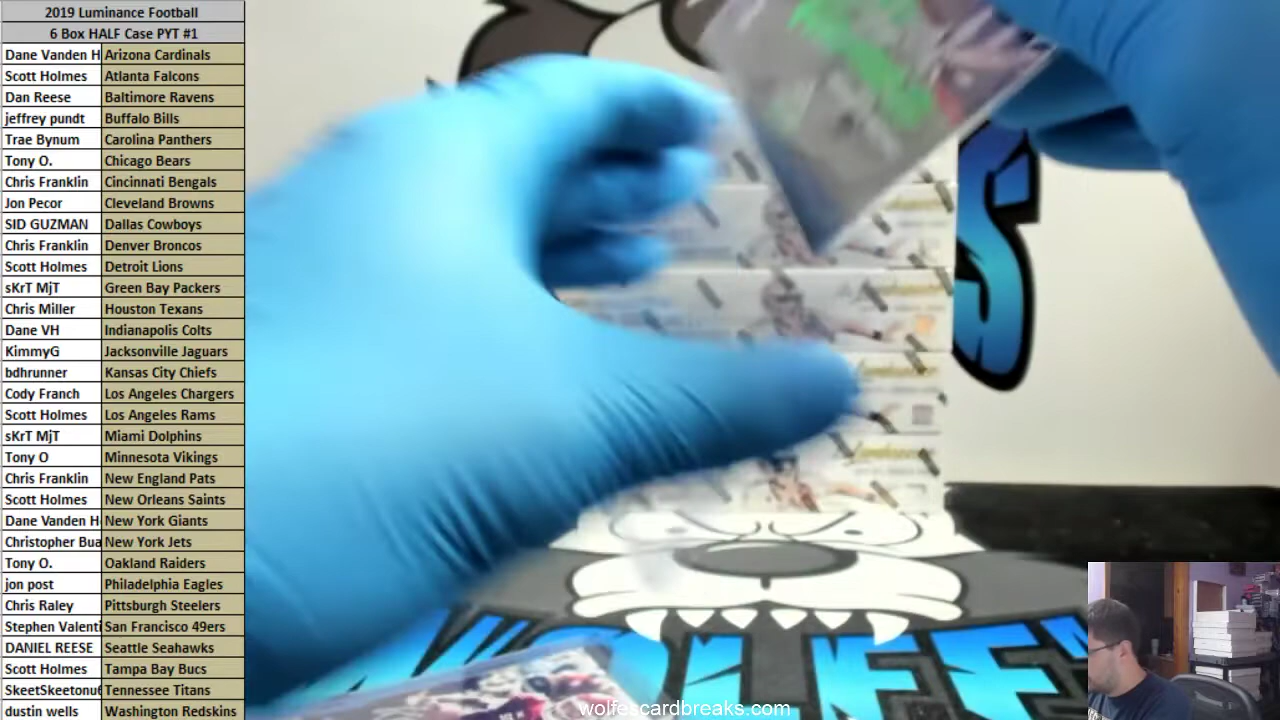 2019 Luminance Football
6 Box HALF Case PYT #1
Dane Vanden H Arizona Cardinals
Scott Holmes Atlanta Falcons
Dan Reese Baltimore Ravens
jeffrey pundt Buffalo Bills
Trae Bynum Carolina Panthers
Tony O. Chicago Bears
Chris Franklin Cincinnati Bengals
Jon Pecor Cleveland Browns
SID GUZMAN Dallas Cowboys
Chris Franklin Denver Broncos
Scott Holmes Detroit Lions
sKrT MjT Green Bay Packers
Chris Miller Houston Texans
Dane VH Indianapolis Colts
KimmyG Jacksonville Jaguars
bdhrunner Kansas City Chiefs
Cody Franch Los Angeles Chargers
Scott Holmes Los Angeles Rams
sKrT MjT Miami Dolphins
Tony O Minnesota Vikings
Chris Franklin New England Pats
Scott Holmes New Orleans Saints
Dane Vanden H New York Giants
Christopher Bua New York Jets
Tony O. Oakland Raiders
jon post Philadelphia Eagles
Chris Raley Pittsburgh Steelers
Stephen Valenti San Francisco 49ers
DANIEL REESE Seattle Seahawks
Scott Holmes Tampa Bay Bucs
SkeetSkeetonu Tennessee Titans
dustin wells Washington Redskins
WOLFE
S
wolfescardbreaks.com